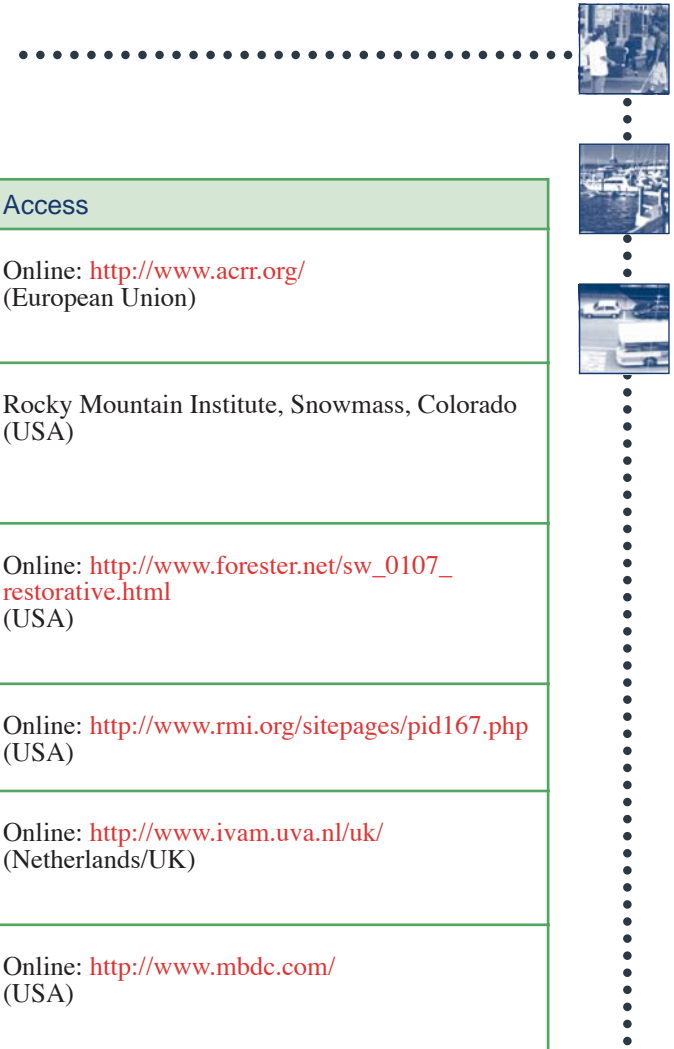 Access
Online: http://www.acrr.org/
(European Union)
Rocky Mountain Institute, Snowmass, Colorado
(USA)
Online: http://www.forester.net/sw_0107_
restorative.html
(USA)
Online: http://www.rmi.org/sitepages/pid167.php
(USA)
Online: http://www.ivam.uva.nl/uk/
(Netherlands/UK)
Online: http://www.mbdc.com/
(USA)